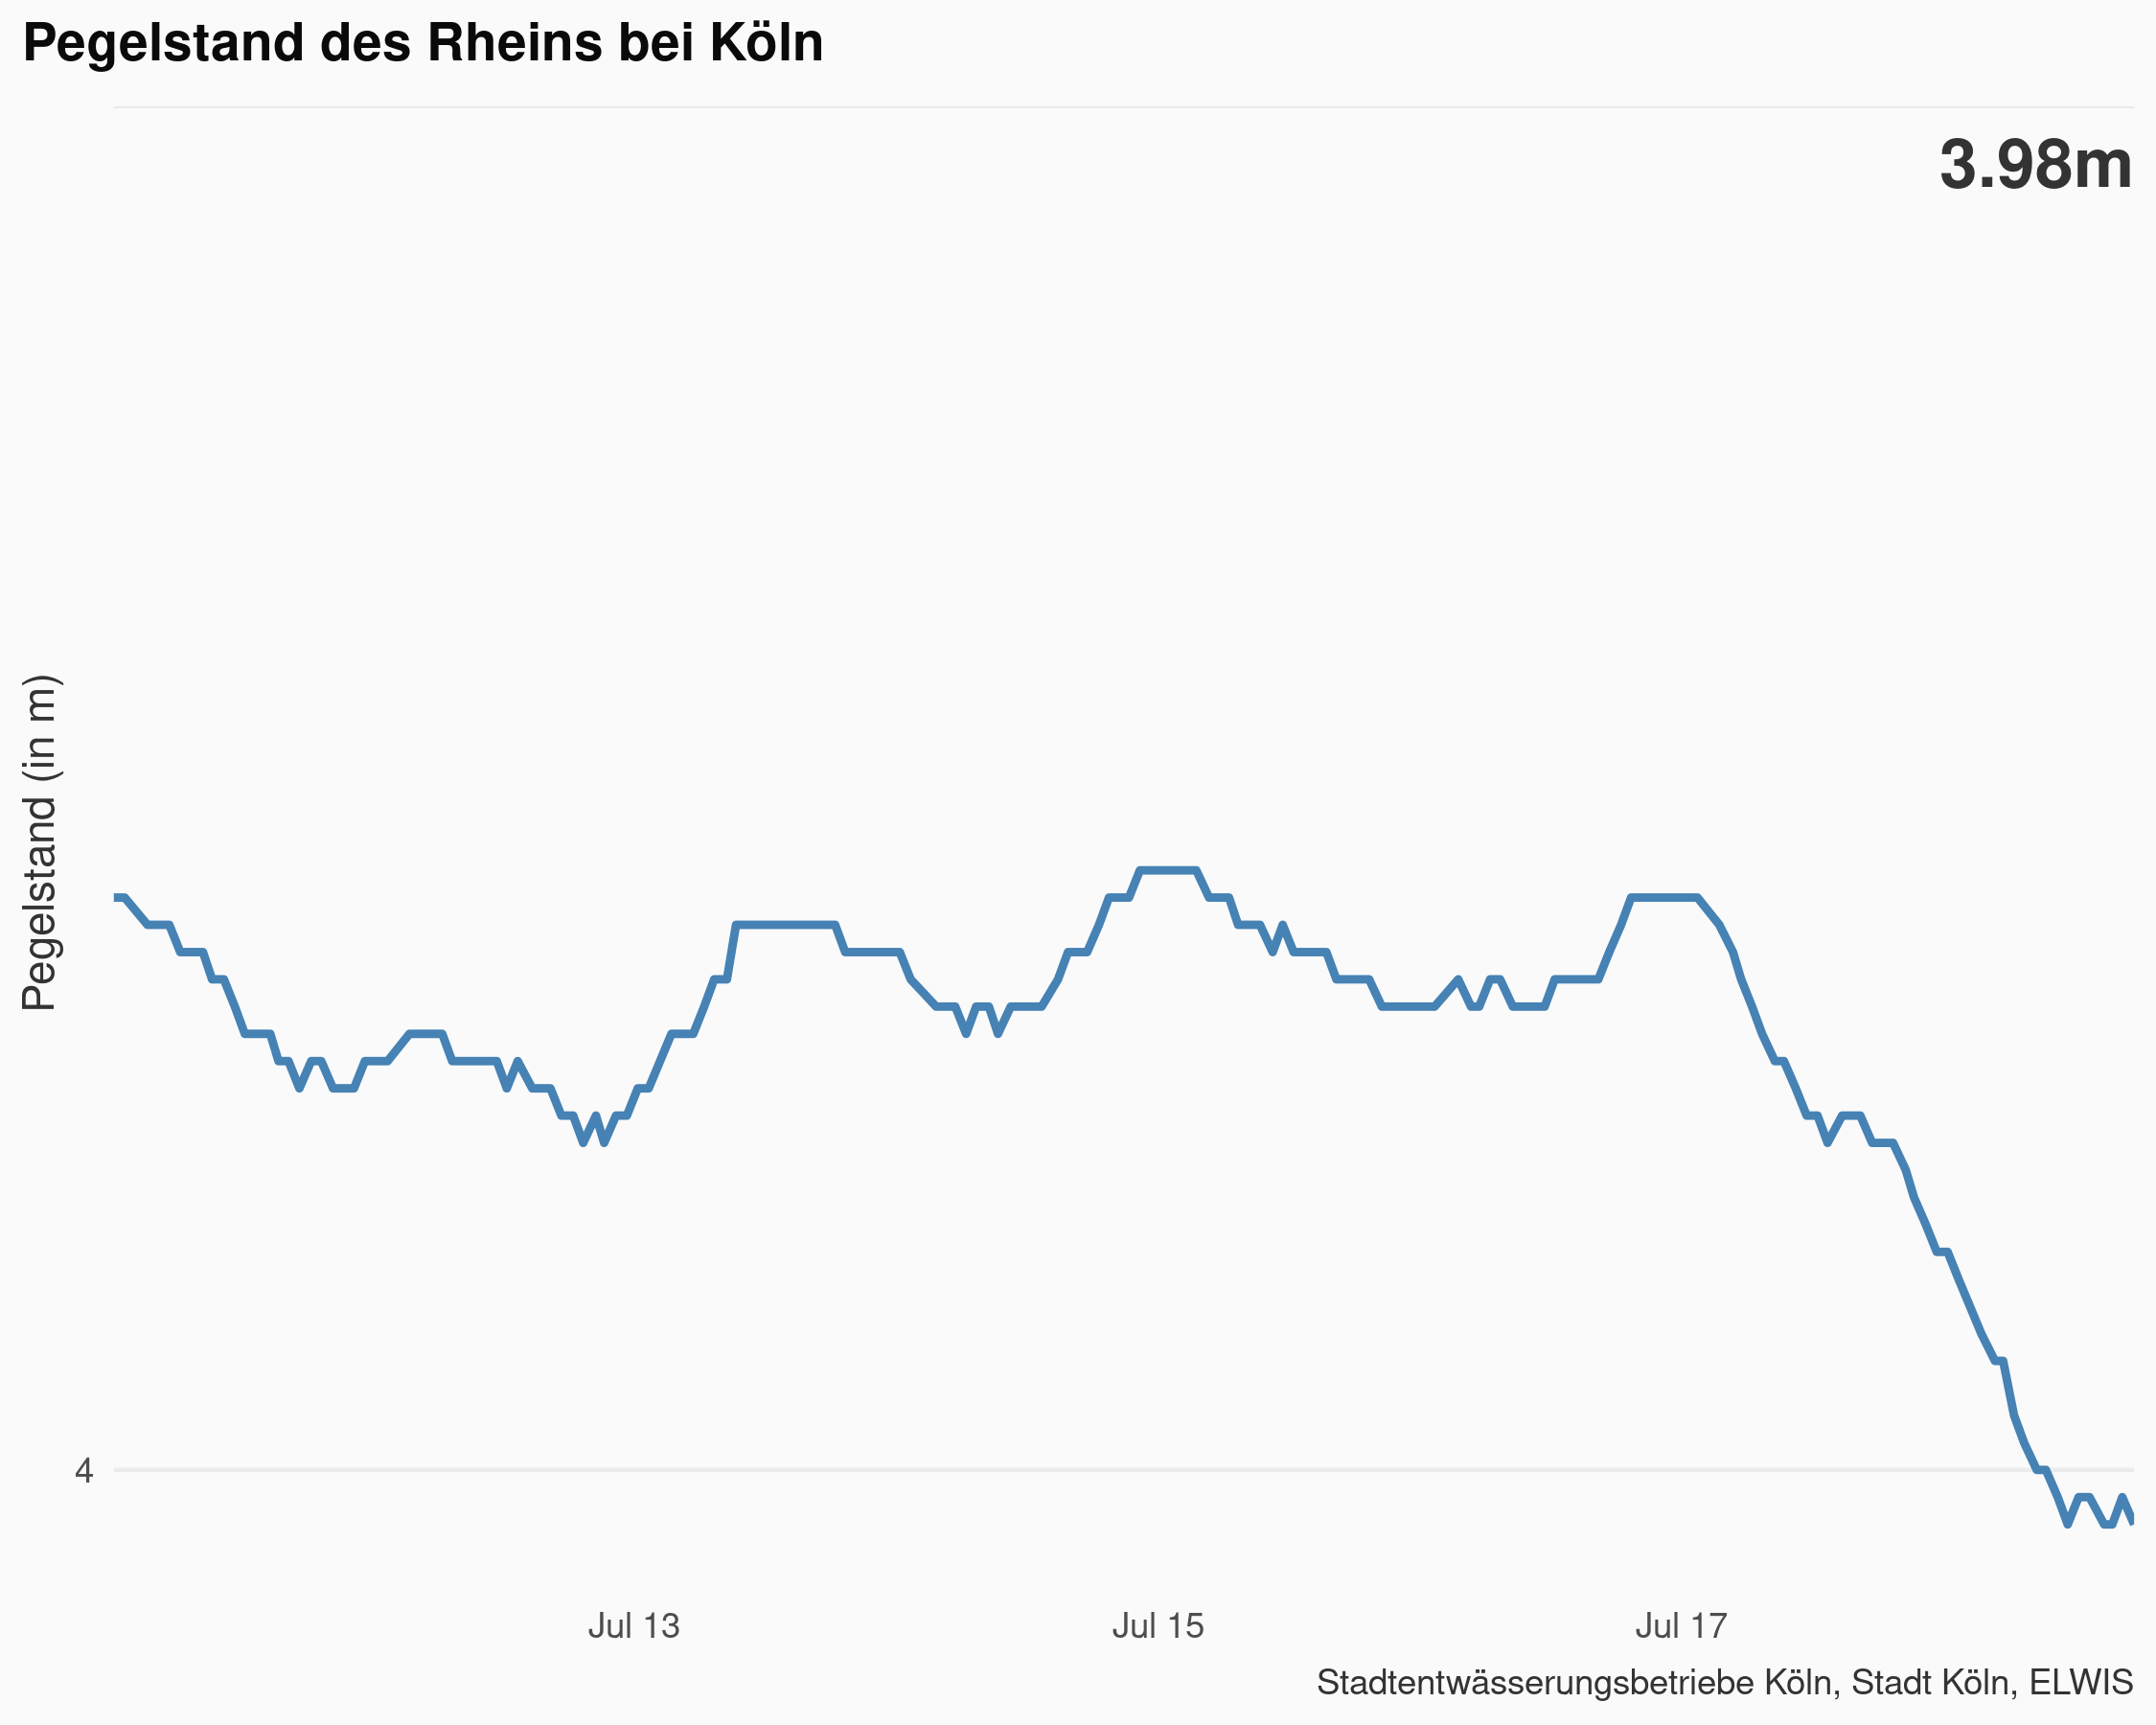 Pegelstand des Rheins bei Köln
3.98m
Pegelstand (in m)
4
Jul 13
Jul 15
Jul 17
Stadtentwässerungsbetriebe Köln, Stadt Köln, ELWIS